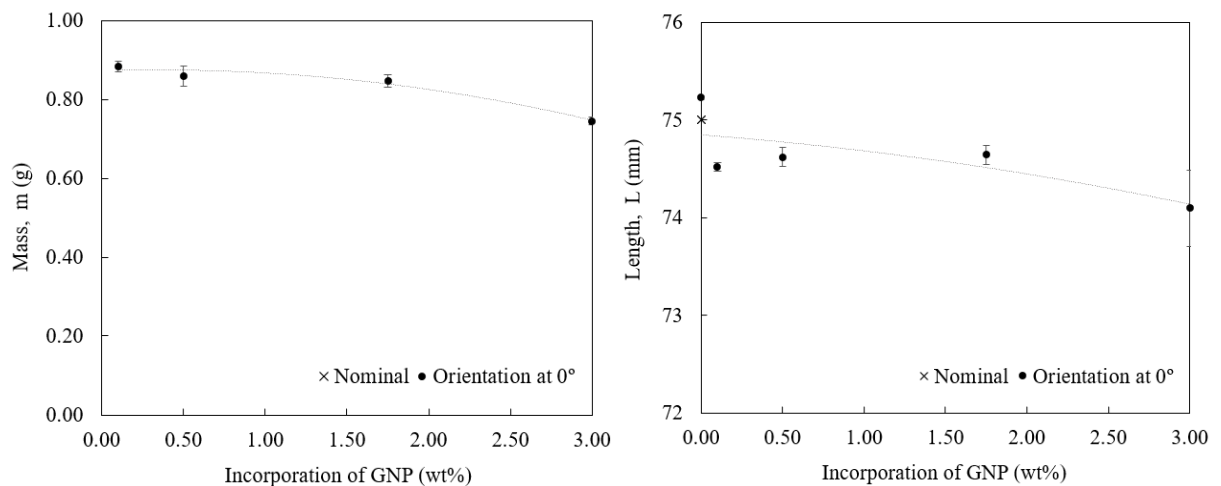 1.00
0.80
0.60
0.40
0.20
0.00
Mass, m (g)
× Nominal ● Orientation at 0º
0.00 0.50 1.00 1.50 2.00 2.50 3.00
Incorporation of GNP (wt%)
76
75
74
73
72
Length, L (mm)
× Nominal ● Orientation at 0º
0.00 0.50 1.00 1.50 2.00 2.50 3.00
Incorporation of GNP (wt%)